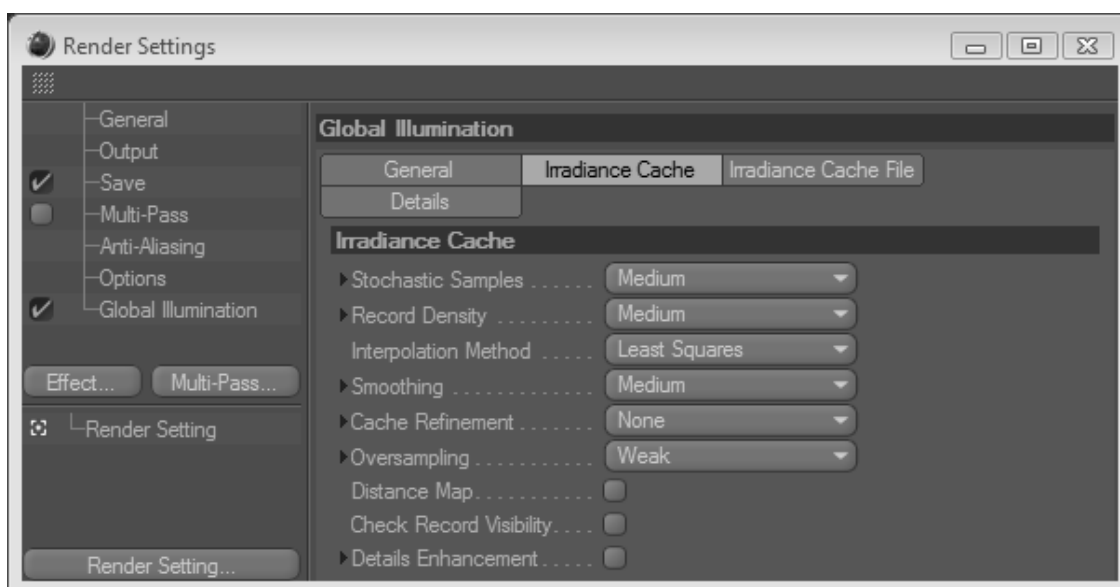 Render Settings
General
Output
Save
Multi-Pass
Anti-Aliasing
Options
Global Illumination
Effect...
Multi-Pass...
Render Setting
Render Setting...
Global Illumination
General
Irradiance Cache
Irradiance Cache File
Details
Irradiance Cache
Stochastic Samples . . . . . . Medium
Record Density . . . . . . . . . Medium
Interpolation Method . . . . . Least Squares
Smoothing . . . . . . . . . . . . . Medium
Cache Refinement . . . . . . . None
Oversampling . . . . . . . . . . . Weak
Distance Map. . . . . . . . . . .
Check Record Visibility. . . .
Details Enhancement . . . . .